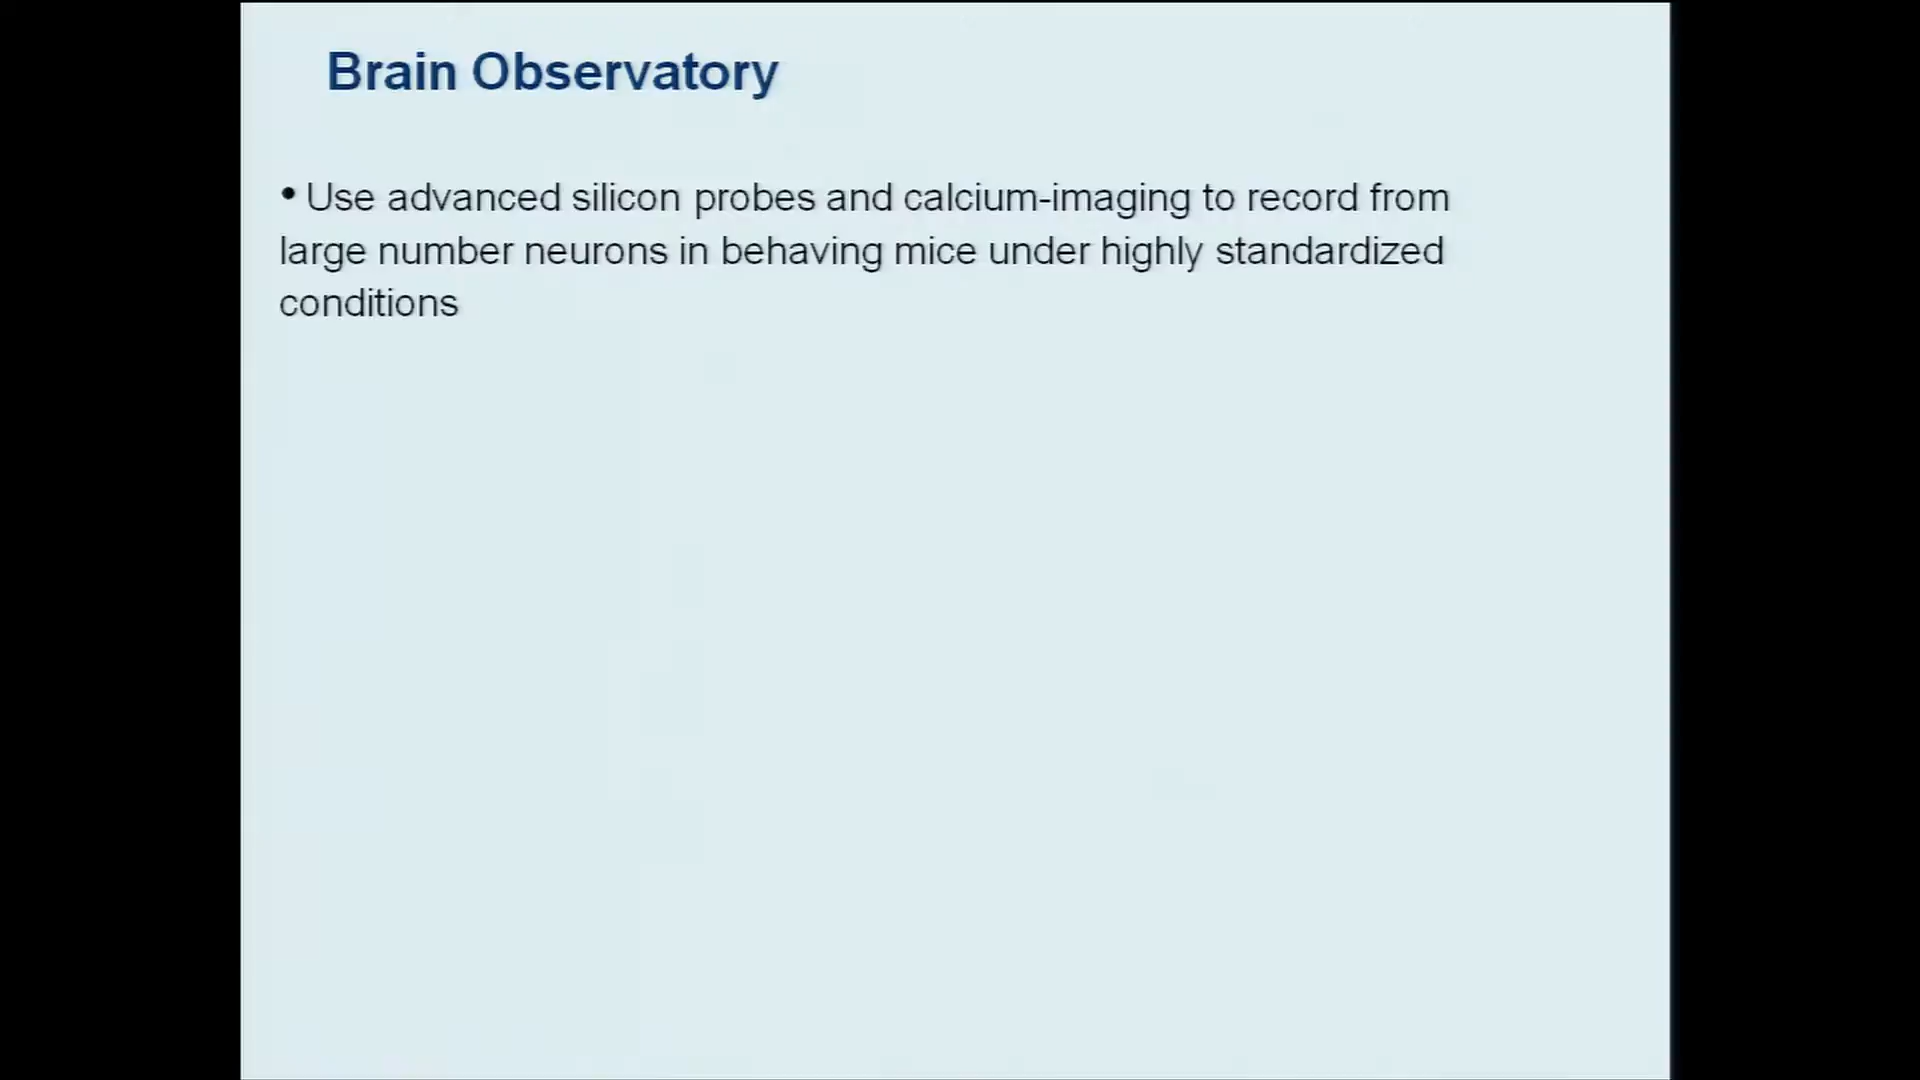 Brain Observatory
• Use advanced silicon probes and calcium-imaging to record from
large number neurons in behaving mice under highly standardized
conditions